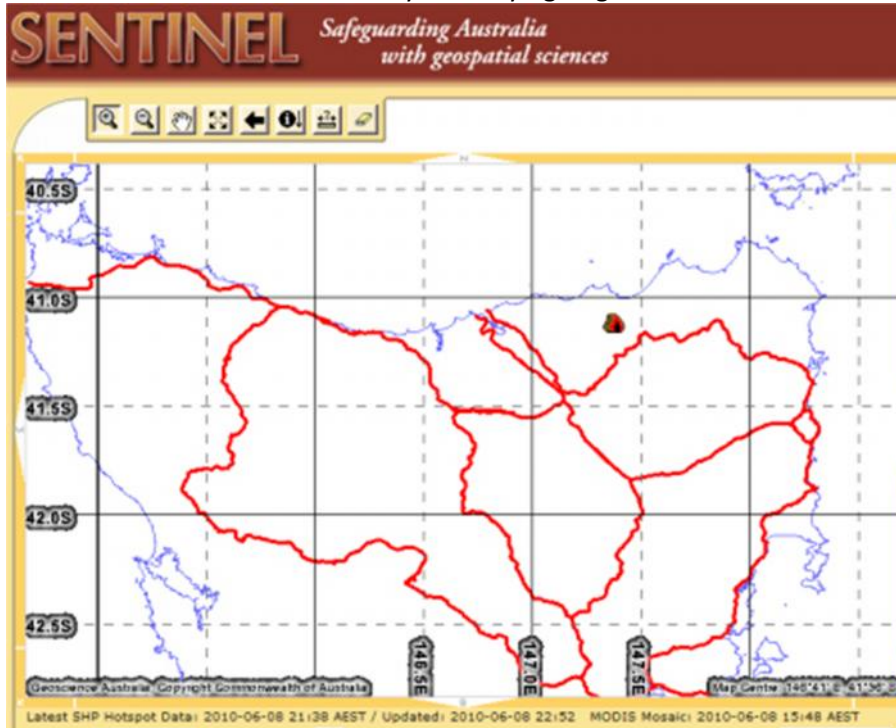 SENTINEL
Safeguarding Australia
with geospatial sciences
40.5S
41.0S
41.5S
42.0S
42.5S
146.5E
147.0E
147.5E
Geoscience Australia Copyright Commonwealth of Australia
Map Centre:
Latest SHP Hotspot Data: 2010-06-08 21:38 AEST / Updated: 2010-06-08 22:52 MODIS Mosaic: 2010-06-08 15:48 AEST